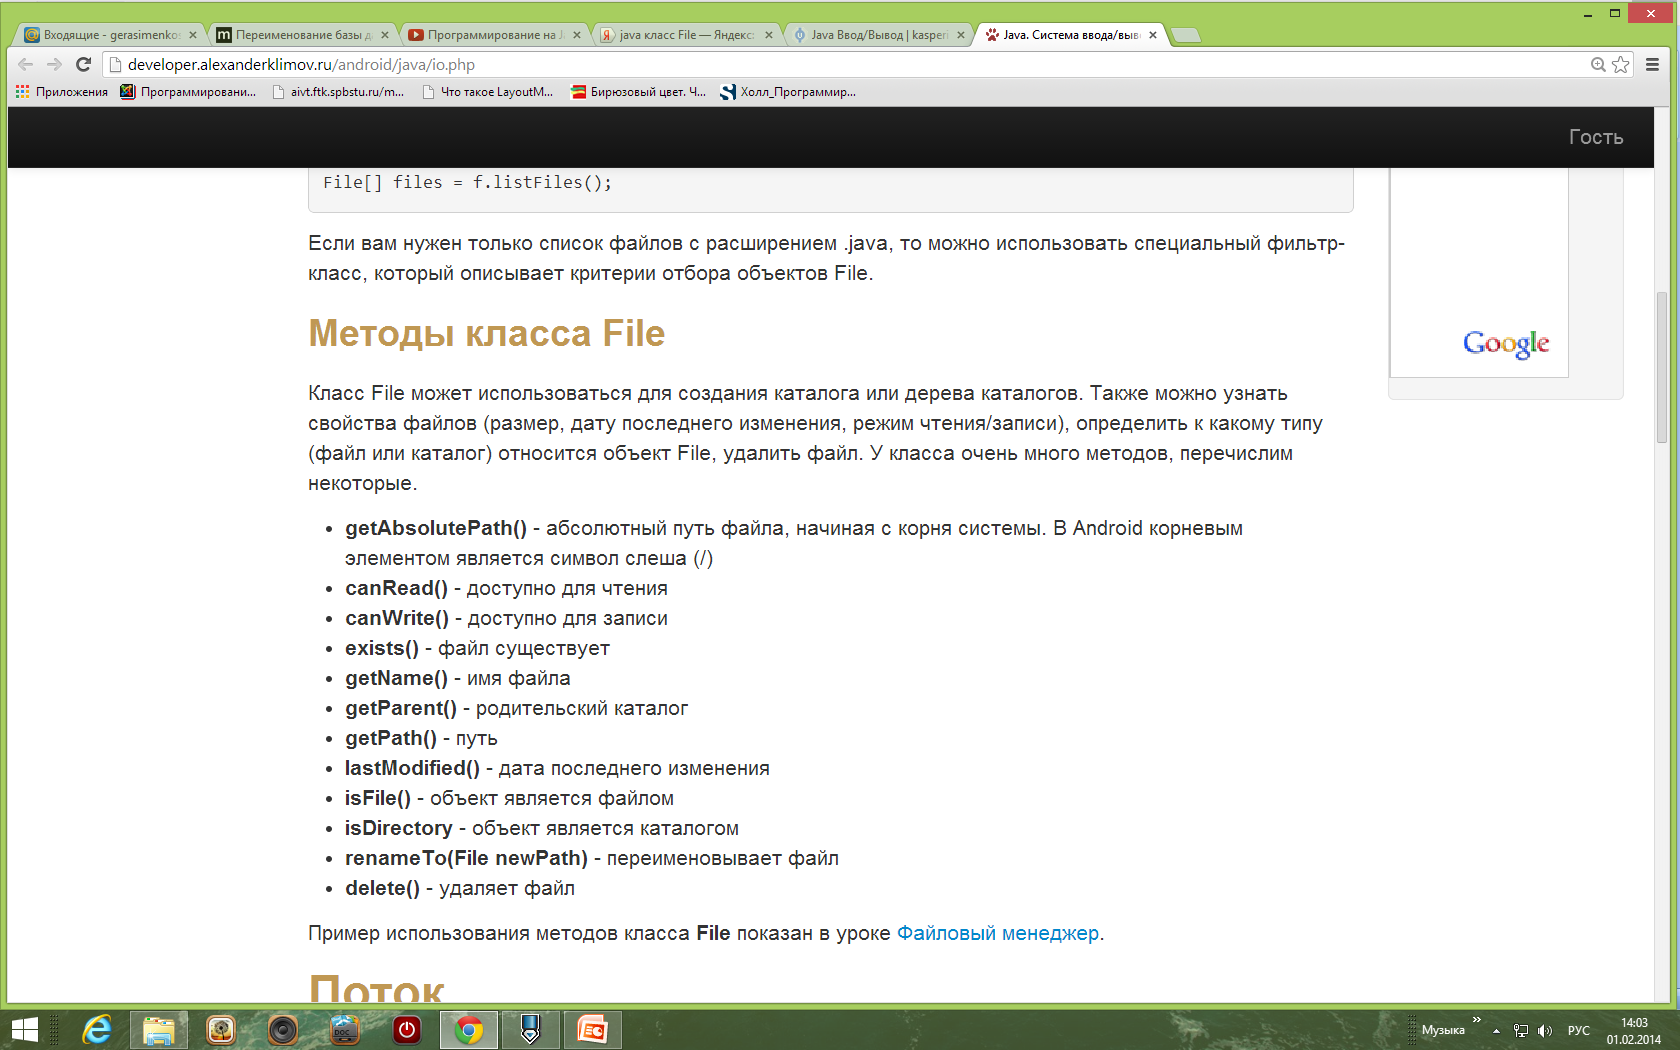 Входящие - gerasimenkos
Переименование базы д
Программирование на J
java класс File — Яндекс:
Java Ввод/Вывод | kasperi
Java. Система ввода/выв
developer.alexanderklimov.ru/android/java/io.php
Приложения
Программировани...
aivt.ftk.spbstu.ru/m...
Что такое LayoutM...
Бирюзовый цвет. Ч...
Холл_Программир...
Гость
File[] files = f.listFiles();
Если вам нужен только список файлов с расширением .java, то можно использовать специальный фильтр-
класс, который описывает критерии отбора объектов File.
Google
Методы класса File
Класс File может использоваться для создания каталога или дерева каталогов. Также можно узнать
свойства файлов (размер, дату последнего изменения, режим чтения/записи), определить к какому типу
(файл или каталог) относится объект File, удалить файл. У класса очень много методов, перечислим
некоторые.
• getAbsolutePath() - абсолютный путь файла, начиная с корня системы. В Android корневым
элементом является символ слеша (/)
• canRead() - доступно для чтения
• canWrite() - доступно для записи
• exists() - файл существует
• getName() - имя файла
• getParent() - родительский каталог
• getPath() - путь
• lastModified() - дата последнего изменения
• isFile() - объект является файлом
• isDirectory - объект является каталогом
• renameTo(File newPath) - переименовывает файл
• delete() - удаляет файл
Пример использования методов класса File показан в уроке Файловый менеджер.
Поток
DOC
Музыка
РУС
14:03
01.02.2014